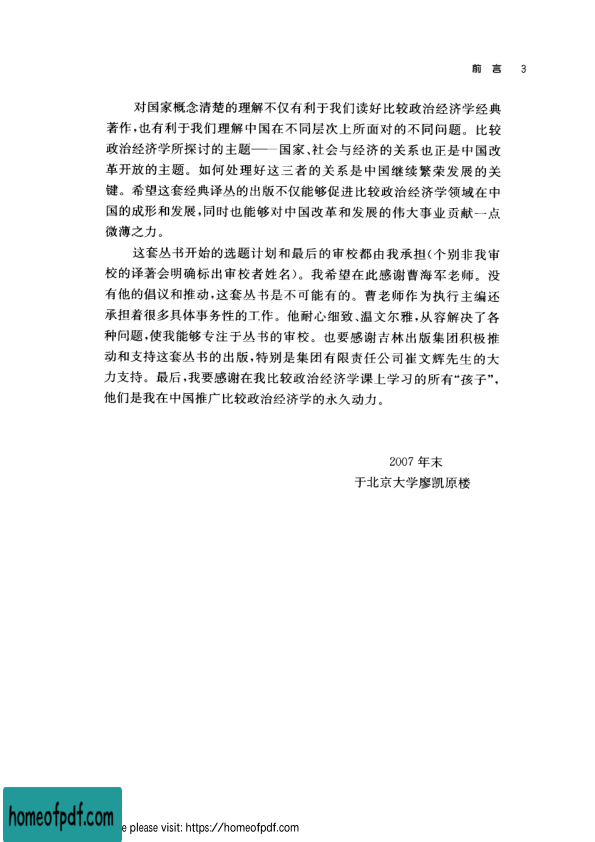 前 言 3
对国家概念清楚的理解不仅有利于我们读好比较政治经济学经典
著作,也有利于我们理解中国在不同层次上所面对的不同问题。比较
政治经济学所探讨的主题——国家、社会与经济的关系也正是中国改
革开放的主题。如何处理好这三者的关系是中国继续繁荣发展的关
键。希望这套经典译丛的出版不仅能够促进比较政治经济学领域在中
国的成形和发展,同时也能够对中国改革和发展的伟大事业贡献一点
微薄之力。
这套丛书开始的选题计划和最后的审校都由我承担(个别非我审
校的译著会明确标出审校者姓名)。我希望在此感谢曹海军老师。没
有他的倡议和推动,这套丛书是不可能有的。曹老师作为执行主编还
承担着很多具体事务性的工作。他耐心细致、温文尔雅,从容解决了各
种问题,使我能够专注于丛书的审校。也要感谢吉林出版集团积极推
动和支持这套丛书的出版,特别是集团有限责任公司崔文辉先生的大
力支持。最后,我要感谢在我比较政治经济学课上学习的所有“孩子”,
他们是我在中国推广比较政治经济学的永久动力。
2007 年末
于北京大学廖凯原楼
homeofpdf.com
e please visit: https://homeofpdf.com